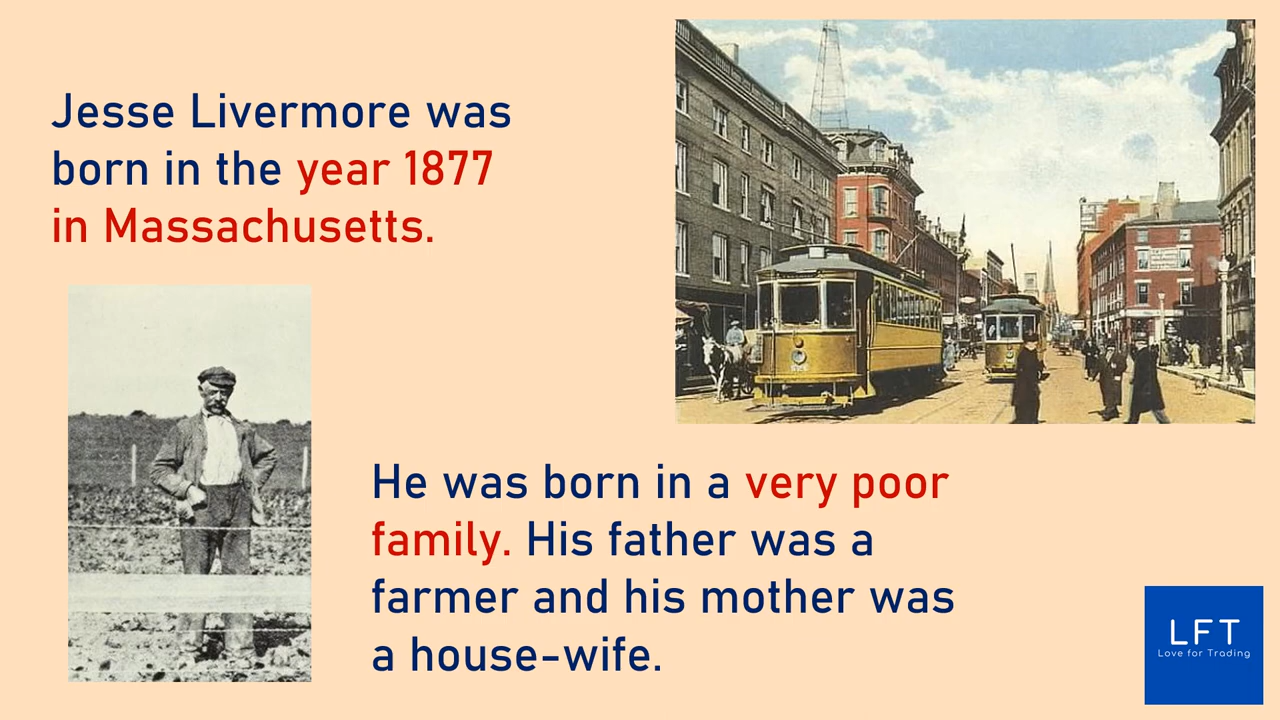 Jesse Livermore was
born in the year 1877
in Massachusetts.
He was born in a very poor
family. His father was a
farmer and his mother was
a house-wife.
LFT
Love for Trading